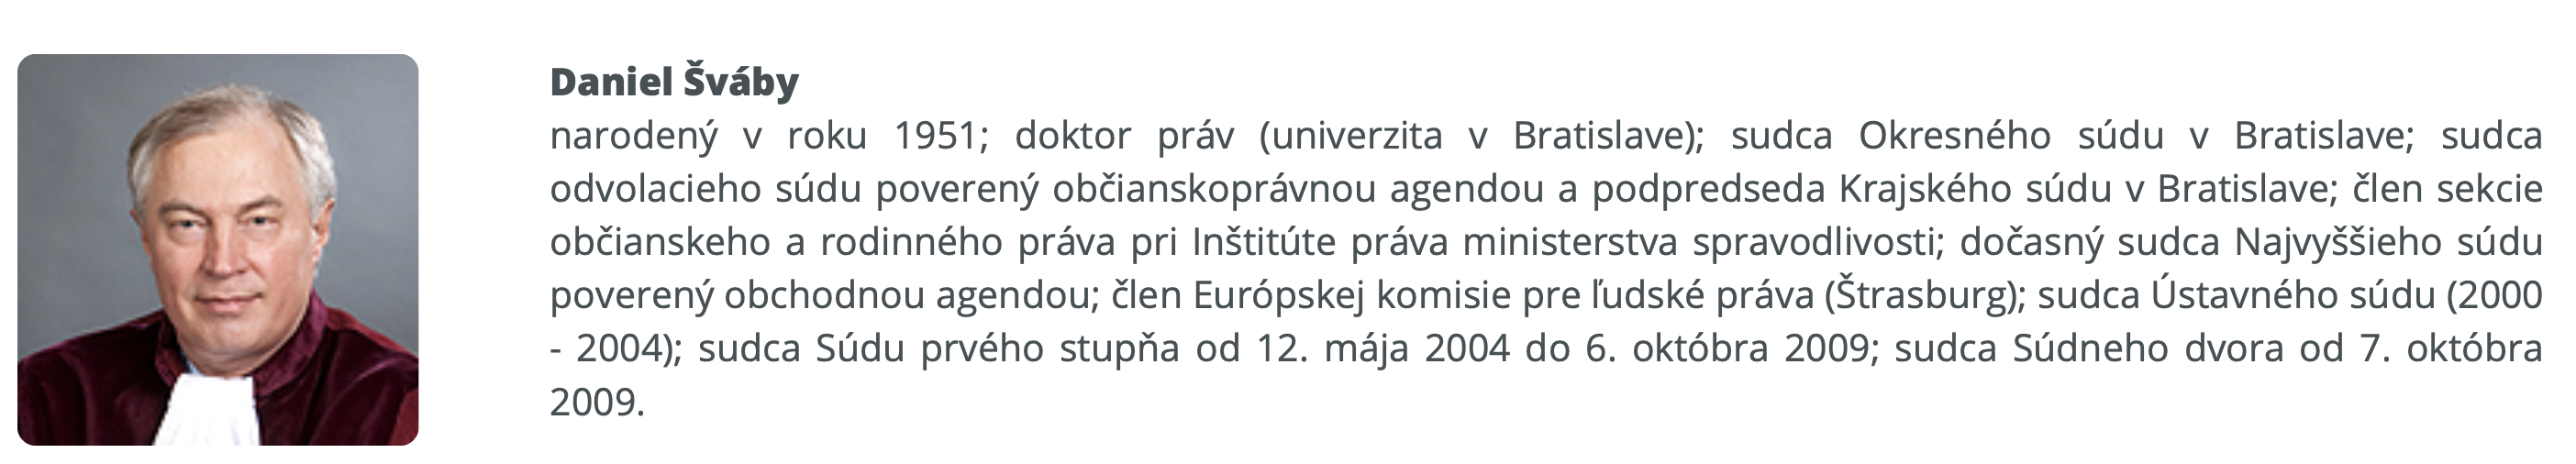 Daniel Šváby
narodený v roku 1951; doktor práv (univerzita v Bratislave); sudca Okresného súdu v Bratislave; sudca
odvolacieho súdu poverený občianskoprávnou agendou a podpredseda Krajského súdu v Bratislave; člen sekcie
občianskeho a rodinného práva pri Inštitúte práva ministerstva spravodlivosti; dočasný sudca Najvyššieho súdu
poverený obchodnou agendou; člen Európskej komisie pre ľudské práva (Štrasburg); sudca Ústavného súdu (2000
- 2004); sudca Súdu prvého stupňa od 12. mája 2004 do 6. októbra 2009; sudca Súdneho dvora od 7. októbra
2009.